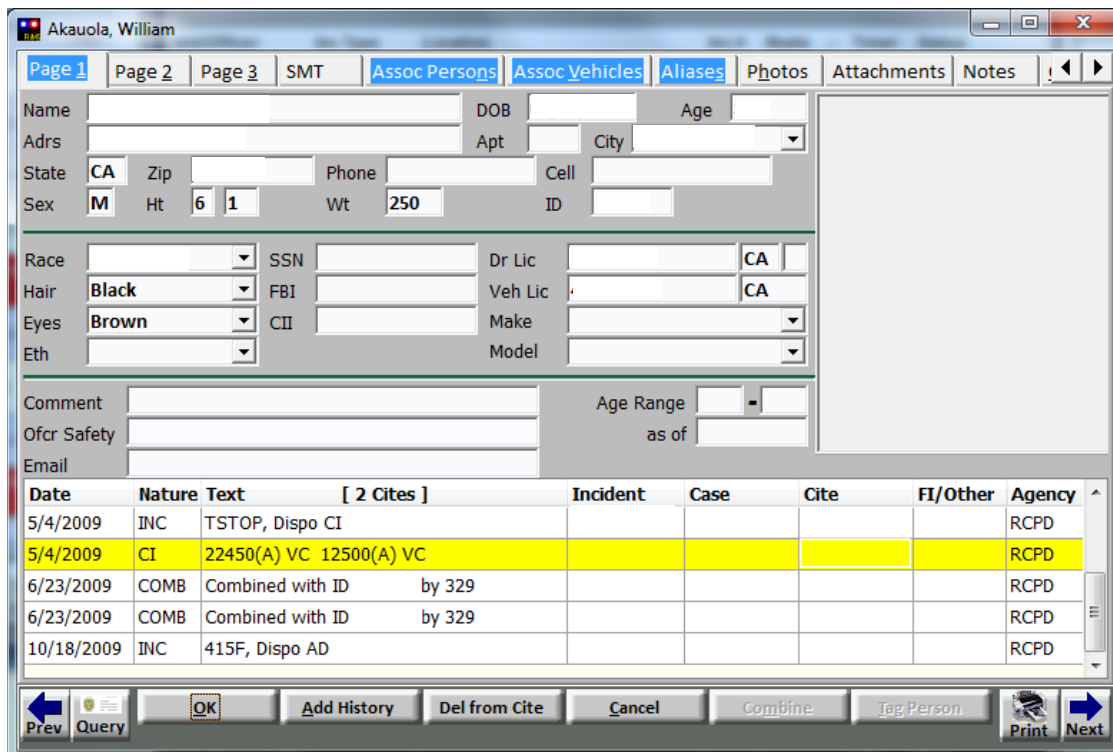 Akauola, William
Page 1 Page 2 Page 3 SMT Assoc Persons Assoc Vehicles Aliases Photos Attachments Notes
Name DOB Age
Adrs Apt City
State CA Zip Phone Cell
Sex M Ht 6 1 Wt 250 ID
Race SSN Dr Lic CA
Hair Black FBI Veh Lic CA
Eyes Brown CII Make
Eth Model
Comment Age Range -
Ofcr Safety as of
Email
Date Nature Text [ 2 Cites ] Incident Case Cite FI/Other Agency
5/4/2009 INC TSTOP, Dispo CI RCPD
5/4/2009 CI 22450(A) VC 12500(A) VC RCPD
6/23/2009 COMB Combined with ID by 329 RCPD
6/23/2009 COMB Combined with ID by 329 RCPD
10/18/2009 INC 415F, Dispo AD RCPD
Prev Query OK Add History Del from Cite Cancel Combine Tag Person Print Next